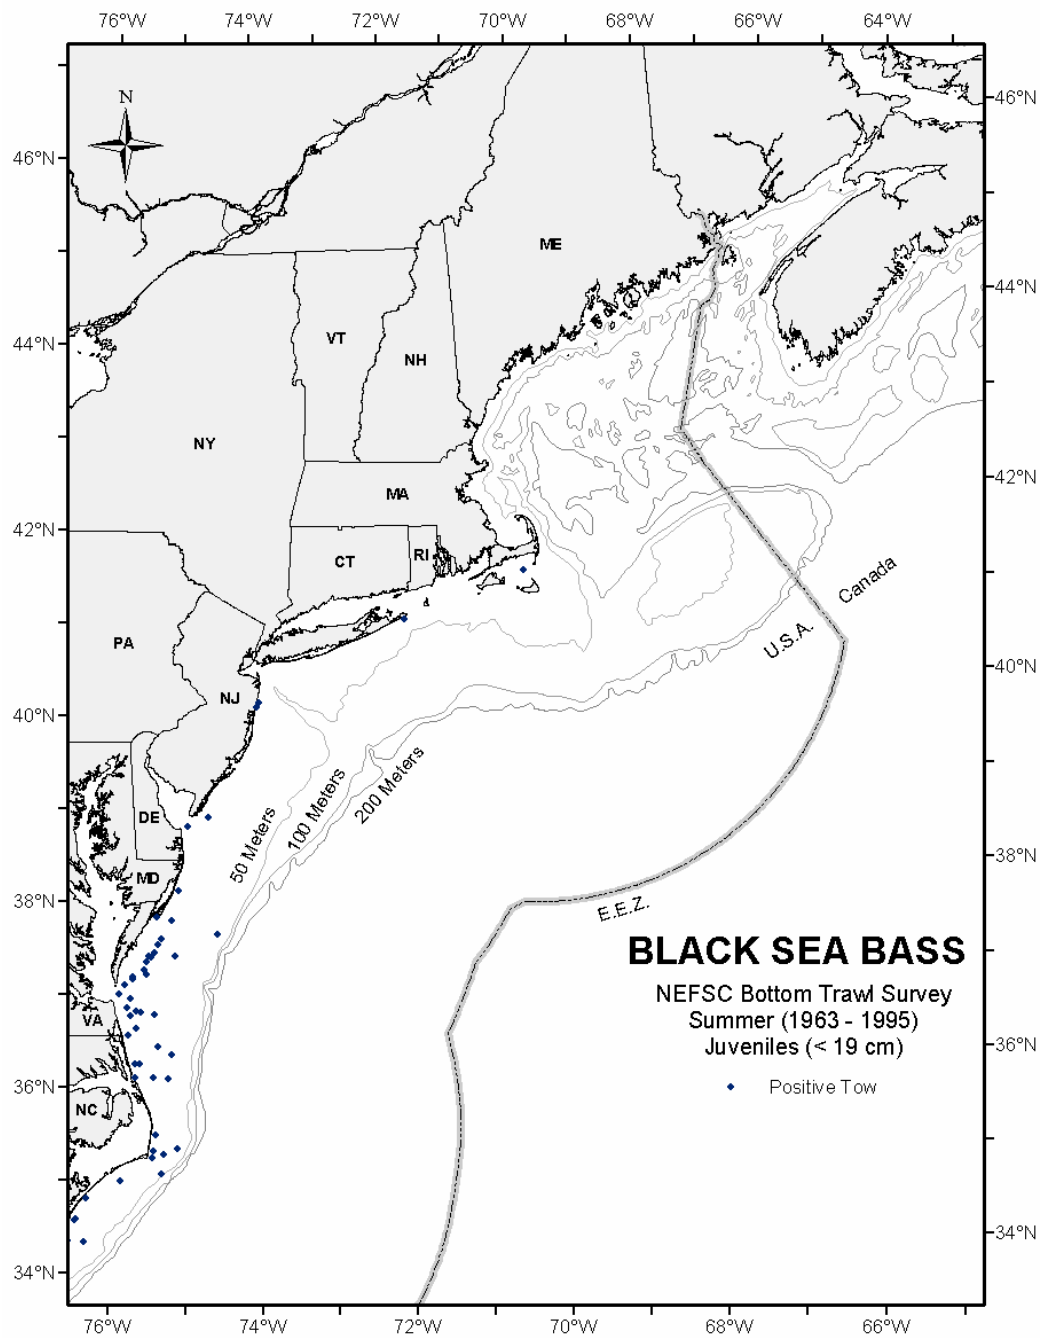 76°W 74°W 72°W 70°W 68°W 66°W 64°W
N
46°N
46°N
ME
44°N
44°N
VT
NH
NY
42°N
MA
42°N
CT
RI
Canada
U.S.A.
PA
40°N
NJ
40°N
50 Meters
100 Meters
200 Meters
DE
38°N
MD
38°N
E.E.Z.
BLACK SEA BASS
NEFSC Bottom Trawl Survey
Summer (1963 - 1995)
Juveniles (< 19 cm)
Positive Tow
VA
36°N
36°N
NC
34°N
34°N
76°W 74°W 72°W 70°W 68°W 66°W